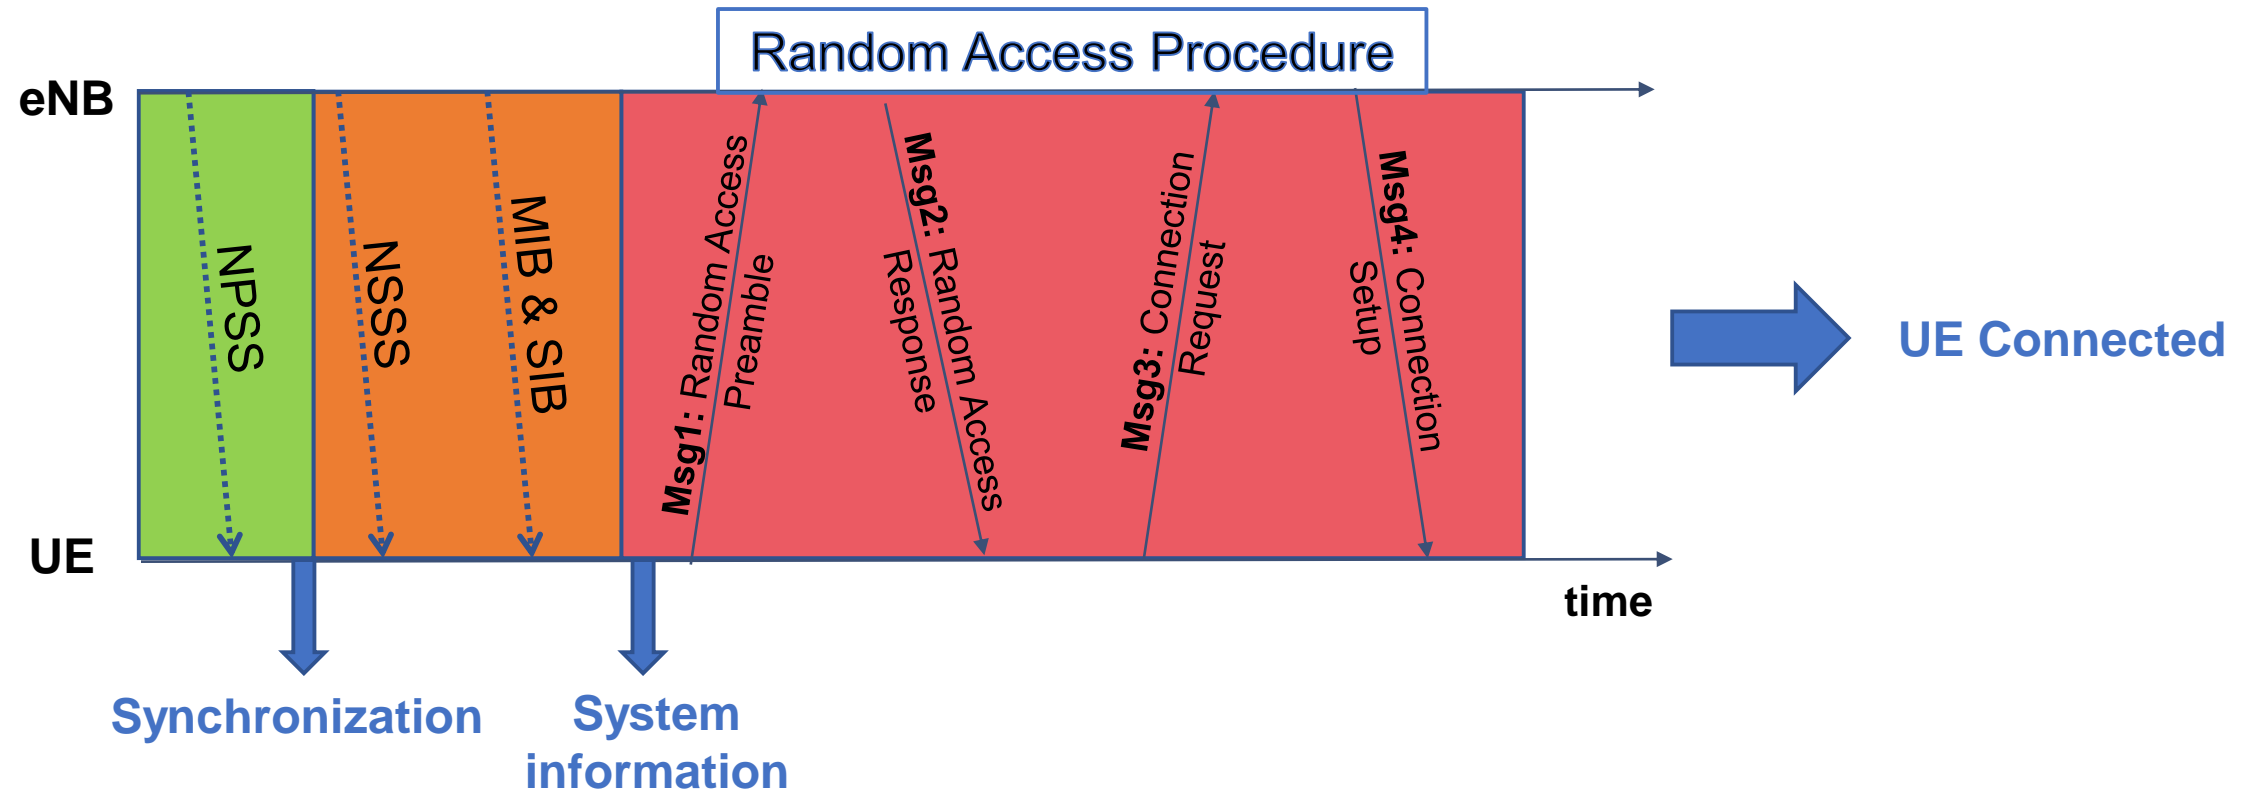 Random Access Procedure
eNB
NPSS
NSSS
MIB & SIB
Msg1: Random Access
Preamble
Msg2: Random Access
Response
Msg3: Connection
Request
Msg4: Connection
Setup
UE Connected
UE
time
Synchronization
System
information